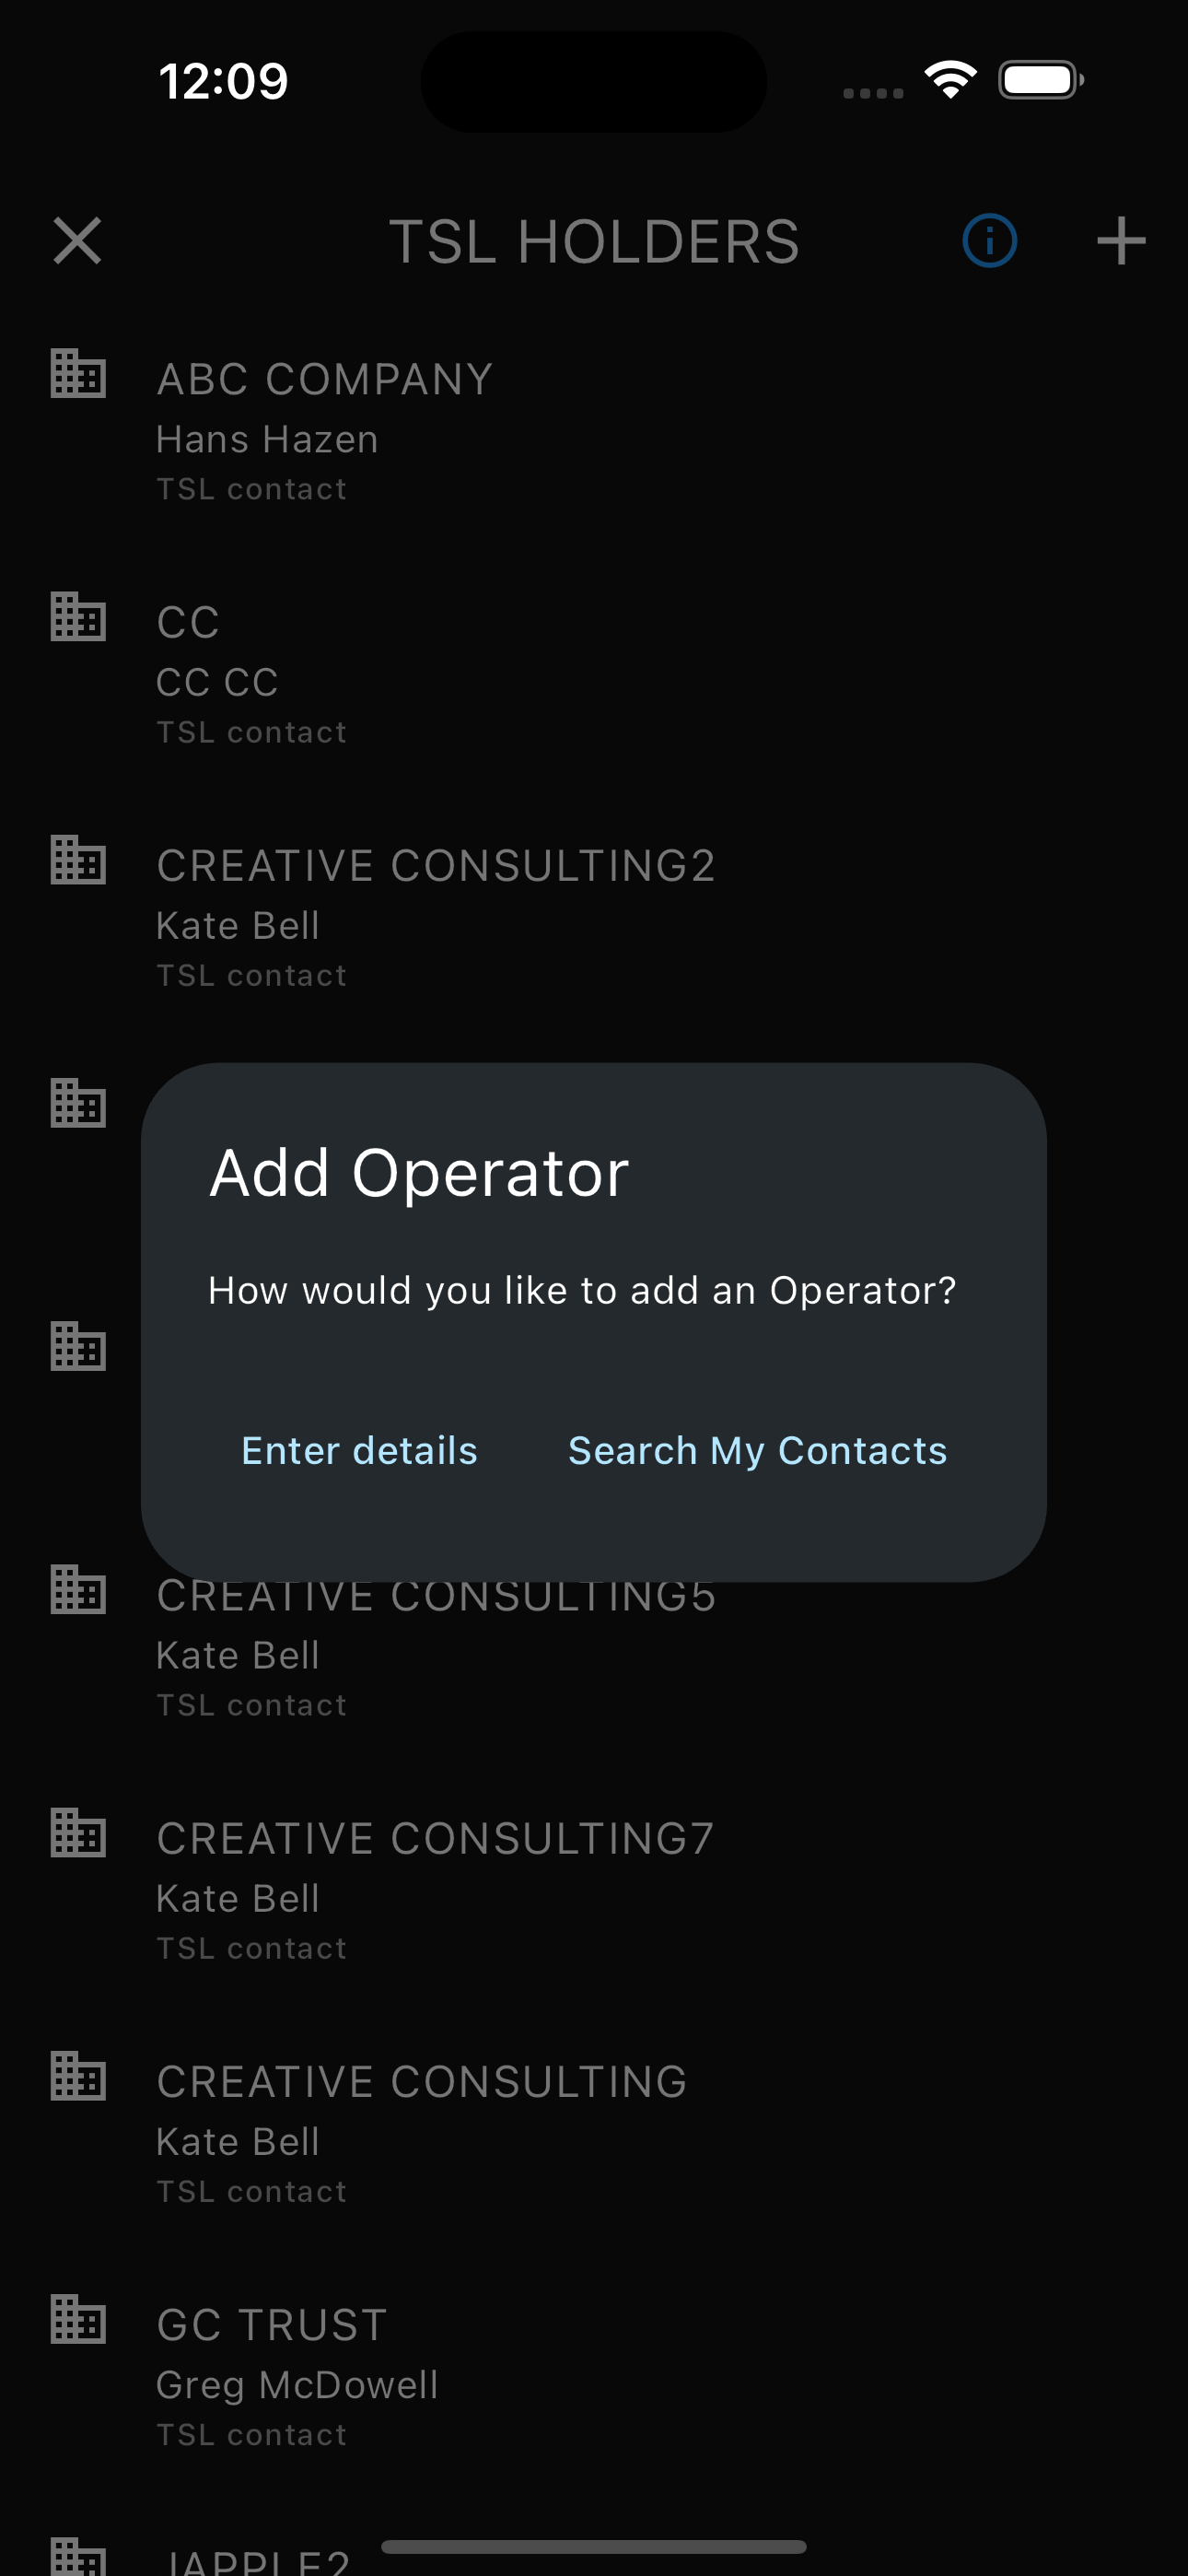 12:09
TSL HOLDERS
ABC COMPANY
Hans Hazen
TSL contact
CC
CC CC
TSL contact
CREATIVE CONSULTING2
Kate Bell
TSL contact
Add Operator
How would you like to add an Operator?
Enter details Search My Contacts
CREATIVE CONSULTING5
Kate Bell
TSL contact
CREATIVE CONSULTING7
Kate Bell
TSL contact
CREATIVE CONSULTING
Kate Bell
TSL contact
GC TRUST
Greg McDowell
TSL contact
JAPPLE2